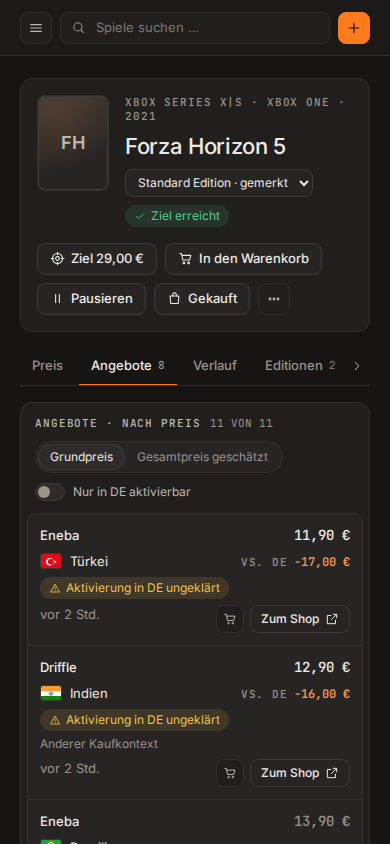 Spiele suchen ...
XBOX SERIES X|S · XBOX ONE ·
2021
FH
Forza Horizon 5
Standard Edition · gemerkt
Ziel erreicht
Ziel 29,00 €
In den Warenkorb
Pausieren
Gekauft
Preis
Angebote 8
Verlauf
Editionen 2
ANGEBOTE · NACH PREIS 11 VON 11
Grundpreis
Gesamtpreis geschätzt
Nur in DE aktivierbar
Eneba 11,90 €
Türkei VS. DE -17,00 €
Aktivierung in DE ungeklärt
vor 2 Std. Zum Shop
Driffle 12,90 €
Indien VS. DE -16,00 €
Aktivierung in DE ungeklärt
Anderer Kaufkontext
vor 2 Std. Zum Shop
Eneba 13,90 €